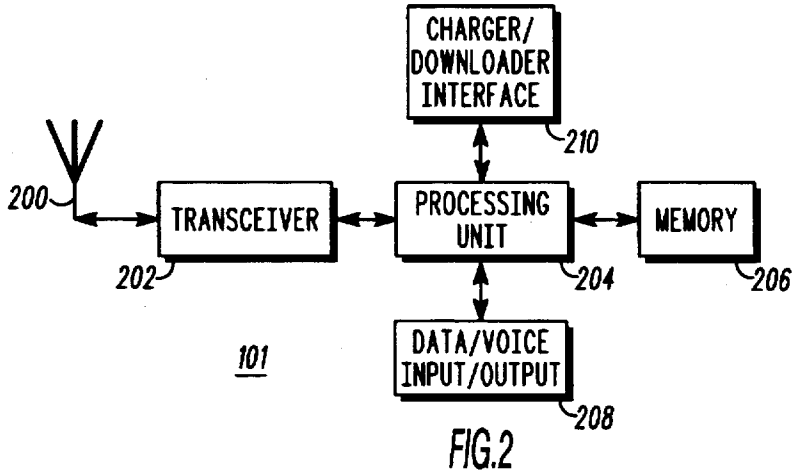 CHARGER/
DOWNLOADER
INTERFACE
210
200
TRANSCEIVER
202
PROCESSING
UNIT
204
MEMORY
206
101
DATA/VOICE
INPUT/OUTPUT
208
FIG.2